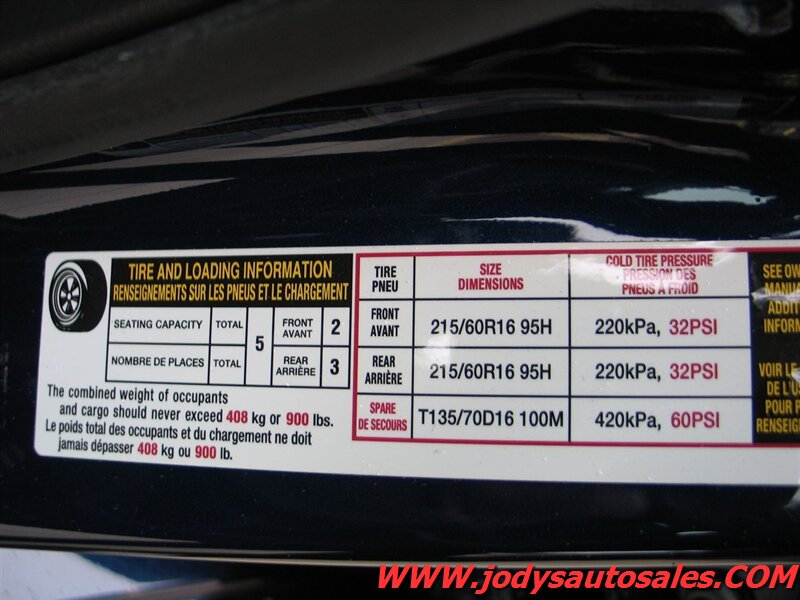 TIRE AND LOADING INFORMATION
RENSEIGNEMENTS SUR LES PNEUS ET LE CHARGEMENT
SEATING CAPACITY TOTAL 5 FRONT AVANT 2
NOMBRE DE PLACES TOTAL REAR ARRIÈRE 3
The combined weight of occupants
and cargo should never exceed 408 kg or 900 lbs.
Le poids total des occupants et du chargement ne doit
jamais dépasser 408 kg ou 900 lb.
TIRE PNEU SIZE DIMENSIONS COLD TIRE PRESSURE PRESSION DES PNEUS À FROID
FRONT AVANT 215/60R16 95H 220kPa, 32PSI
REAR ARRIÈRE 215/60R16 95H 220kPa, 32PSI
SPARE DE SECOURS T135/70D16 100M 420kPa, 60PSI
SEE OW
MANUA
ADDIT
INFORM
VOIR LE
DE L'U
POUR P
RENSEIGN
WWW.jodysautosales.COM